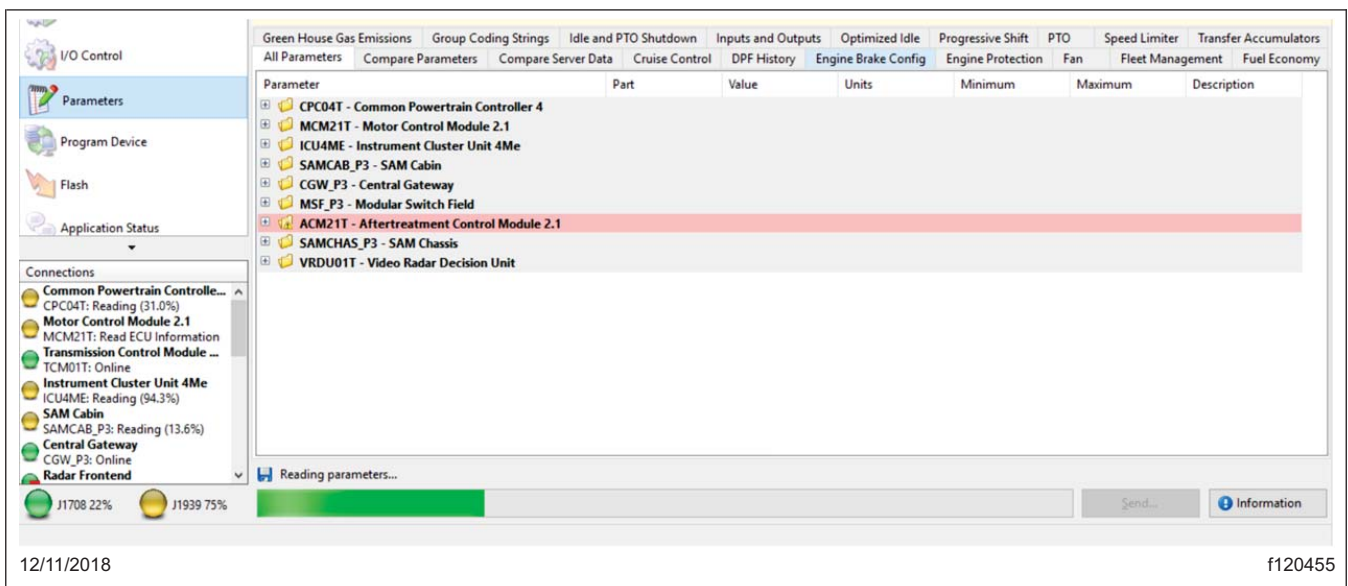 Green House Gas Emissions Group Coding Strings Idle and PTO Shutdown Inputs and Outputs Optimized Idle Progressive Shift PTO Speed Limiter Transfer Accumulators
All Parameters Compare Parameters Compare Server Data Cruise Control DPF History Engine Brake Config Engine Protection Fan Fleet Management Fuel Economy
I/O Control
Parameters
Program Device
Flash
Application Status
Parameter Part Value Units Minimum Maximum Description
CPC04T - Common Powertrain Controller 4
MCM21T - Motor Control Module 2.1
ICU4ME - Instrument Cluster Unit 4Me
SAMCAB_P3 - SAM Cabin
CGW_P3 - Central Gateway
MSF_P3 - Modular Switch Field
ACM21T - Aftertreatment Control Module 2.1
SAMCHAS_P3 - SAM Chassis
VRDU01T - Video Radar Decision Unit
Connections
Common Powertrain Controlle...
CPC04T: Reading (31.0%)
Motor Control Module 2.1
MCM21T: Read ECU Information
Transmission Control Module ...
TCM01T: Online
Instrument Cluster Unit 4Me
ICU4ME: Reading (94.3%)
SAM Cabin
SAMCAB_P3: Reading (13.6%)
Central Gateway
CGW_P3: Online
Radar Frontend
J1708 22% J1939 75%
Reading parameters...
Send... Information
12/11/2018 f120455